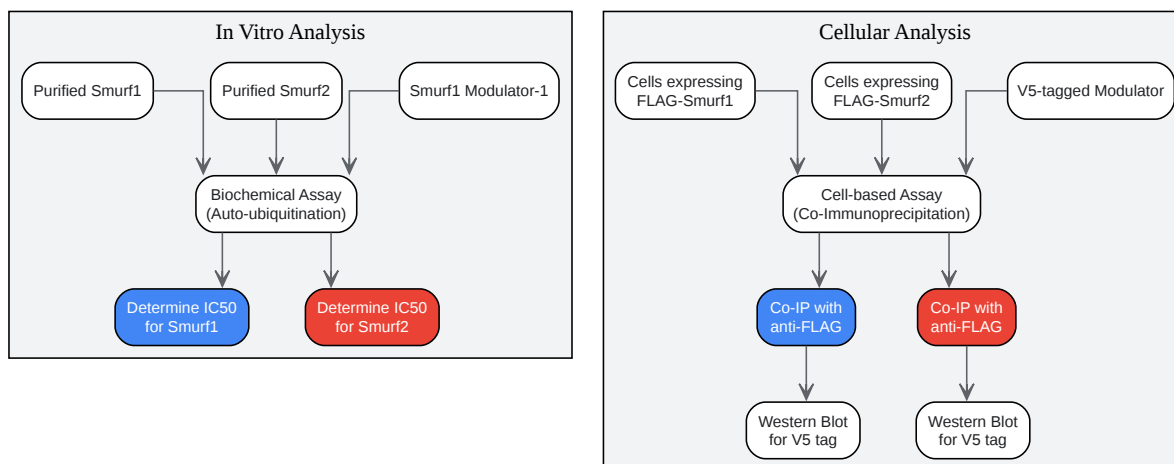 In Vitro Analysis
Purified Smurf1
Purified Smurf2
Smurf1 Modulator-1
Biochemical Assay
(Auto-ubiquitination)
Determine IC50
for Smurf1
Determine IC50
for Smurf2
Cellular Analysis
Cells expressing
FLAG-Smurf1
Cells expressing
FLAG-Smurf2
V5-tagged Modulator
Cell-based Assay
(Co-Immunoprecipitation)
Co-IP with
anti-FLAG
Co-IP with
anti-FLAG
Western Blot
for V5 tag
Western Blot
for V5 tag